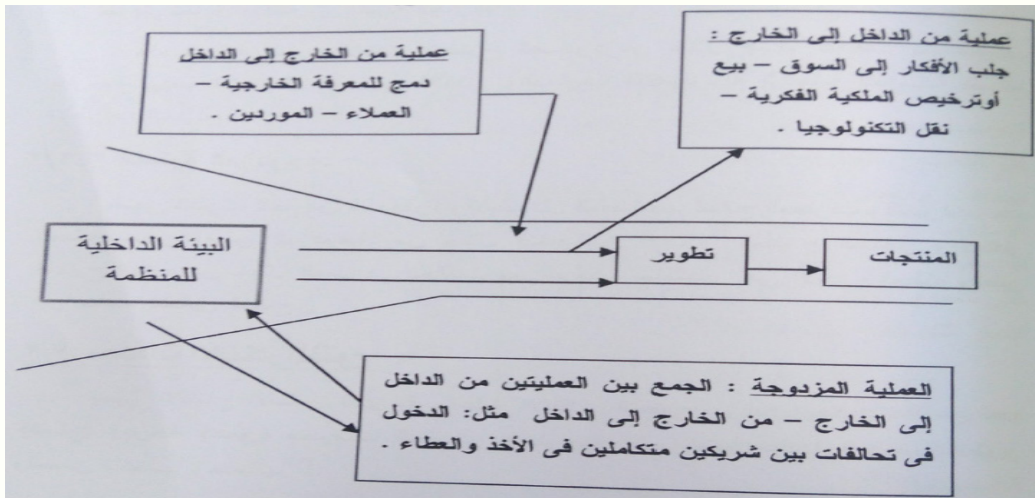 عملية من الداخل إلى الخارج :
جلب الأفكار إلى السوق – بيع
أوترخيص الملكية الفكرية –
نقل التكنولوجيا .
عملية من الخارج إلى الداخل
دمج للمعرفة الخارجية –
العملاء – الموردين .
البيئة الداخلية
للمنظمة
تطوير
المنتجات
العملية المزدوجة : الجمع بين العمليتين من الداخل
إلى الخارج – من الخارج إلى الداخل مثل: الدخول
فى تحالفات بين شريكين متكاملين فى الأخذ والعطاء .